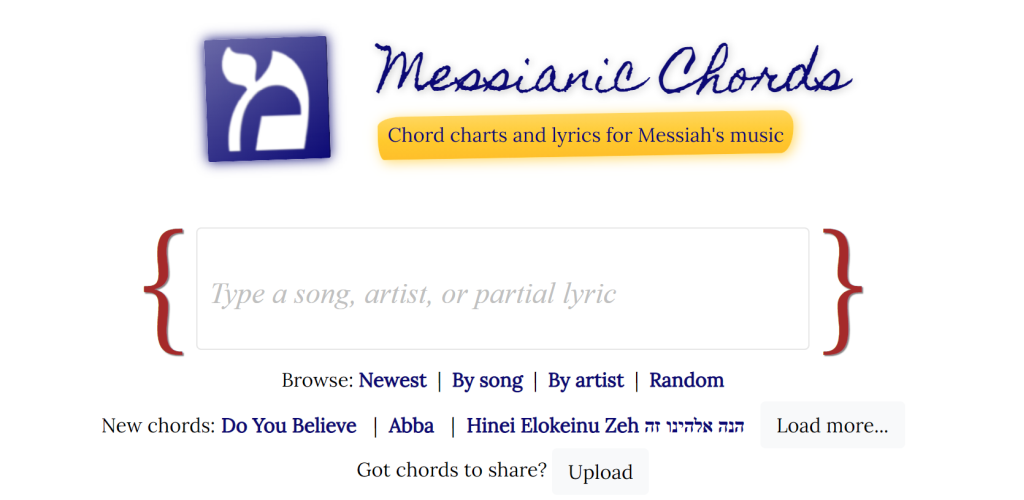 מ
Messianic Chords
Chord charts and lyrics for Messiah's music
{ Type a song, artist, or partial lyric }
Browse: Newest | By song | By artist | Random
New chords: Do You Believe | Abba | Hinei Elokeinu Zeh הנה אלהינו זה Load more...
Got chords to share? Upload